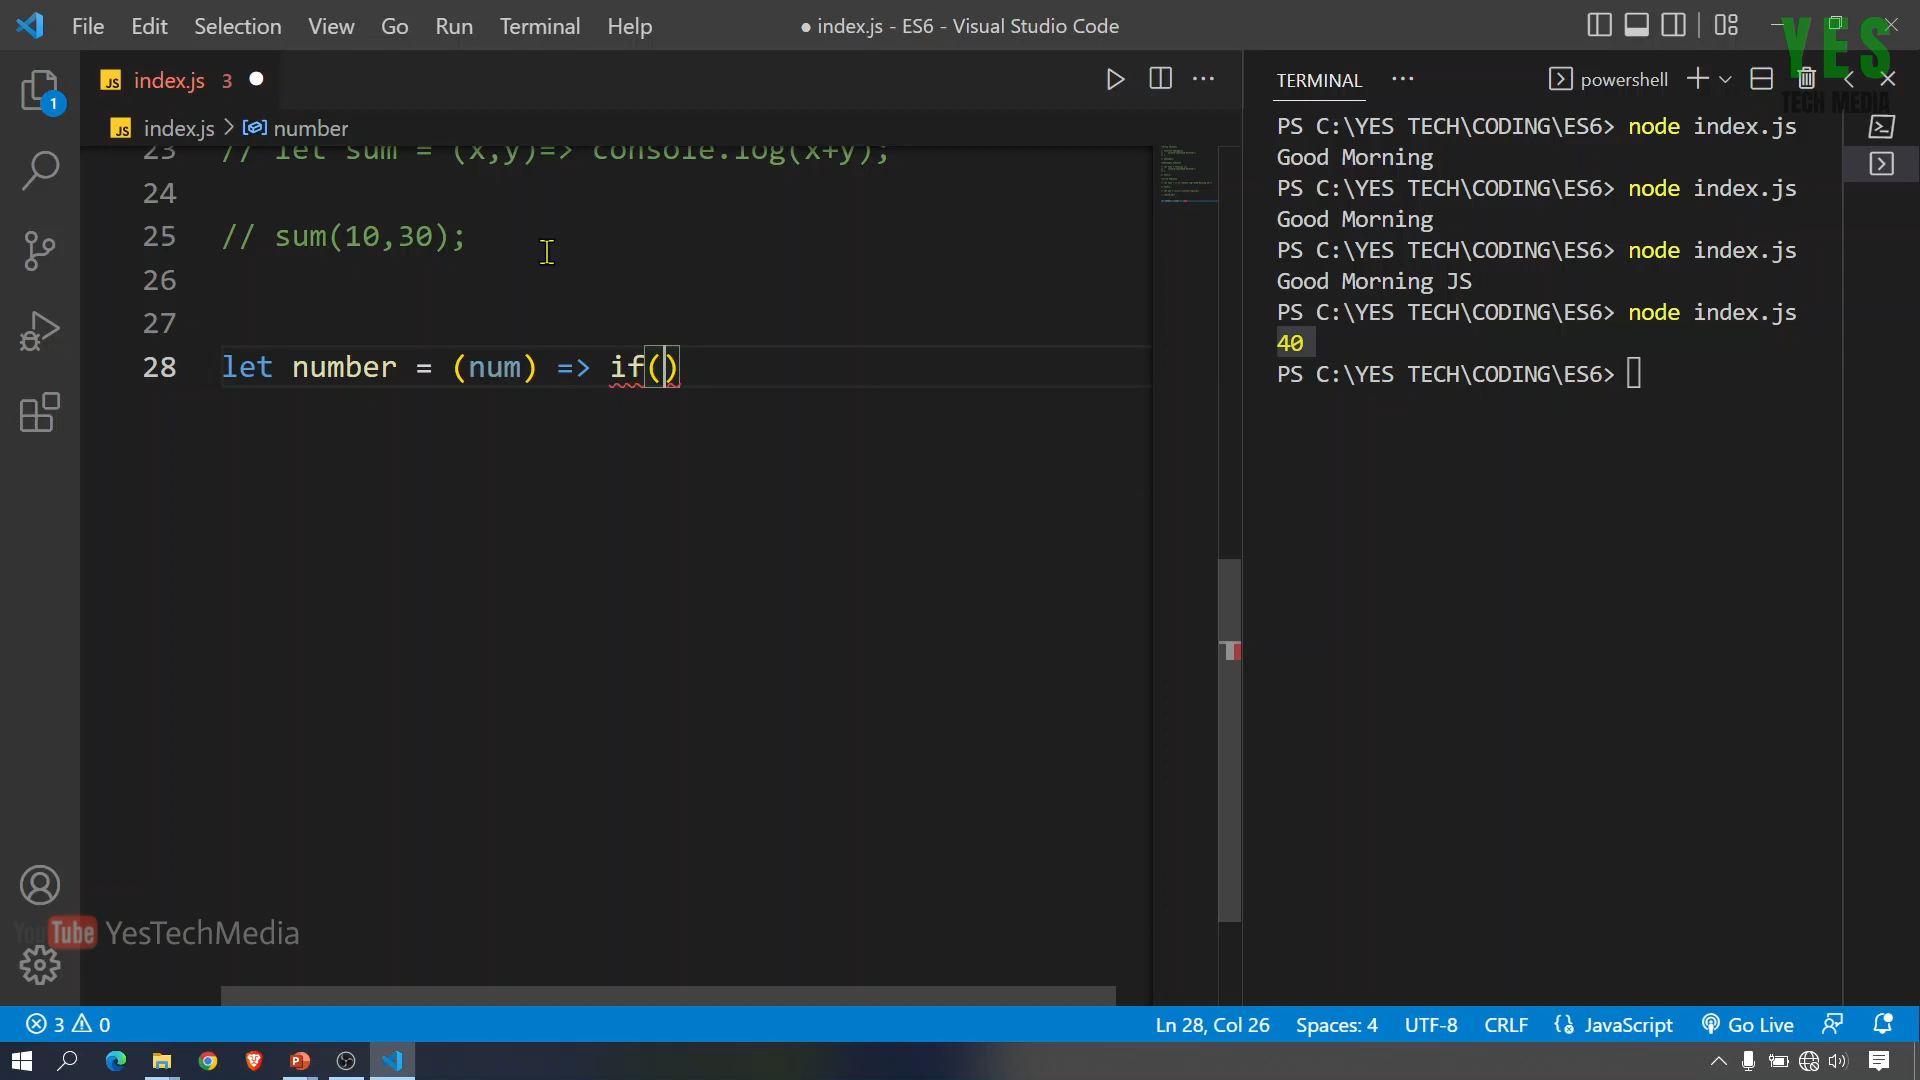 File Edit Selection View Go Run Terminal Help
● index.js - ES6 - Visual Studio Code
YES
TECH MEDIA
JS index.js 3 ●
TERMINAL ··· powershell
JS index.js > number
23 // let sum = (x,y)=> console.log(x+y);
24
25 // sum(10,30);
26
27
28 let number = (num) => if()
PS C:\YES TECH\CODING\ES6> node index.js
Good Morning
PS C:\YES TECH\CODING\ES6> node index.js
Good Morning
PS C:\YES TECH\CODING\ES6> node index.js
Good Morning JS
PS C:\YES TECH\CODING\ES6> node index.js
40
PS C:\YES TECH\CODING\ES6>
1
YouTube YesTechMedia
3 0
Ln 28, Col 26 Spaces: 4 UTF-8 CRLF {} JavaScript Go Live